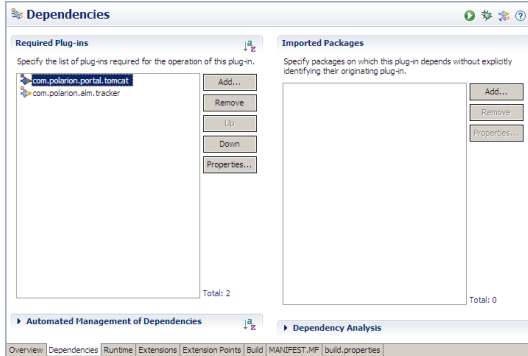 Dependencies
Required Plug-ins
Specify the list of plug-ins required for the operation of this plug-in.
com.polarion.portal.tomcat
com.polarion.alm.tracker
Add...
Remove
Up
Down
Properties...
Total: 2
Imported Packages
Specify packages on which this plug-in depends without explicitly
identifying their originating plug-in.
Add...
Remove
Properties...
Total: 0
Automated Management of Dependencies
Dependency Analysis
Overview Dependencies Runtime Extensions Extension Points Build MANIFEST.MF build.properties